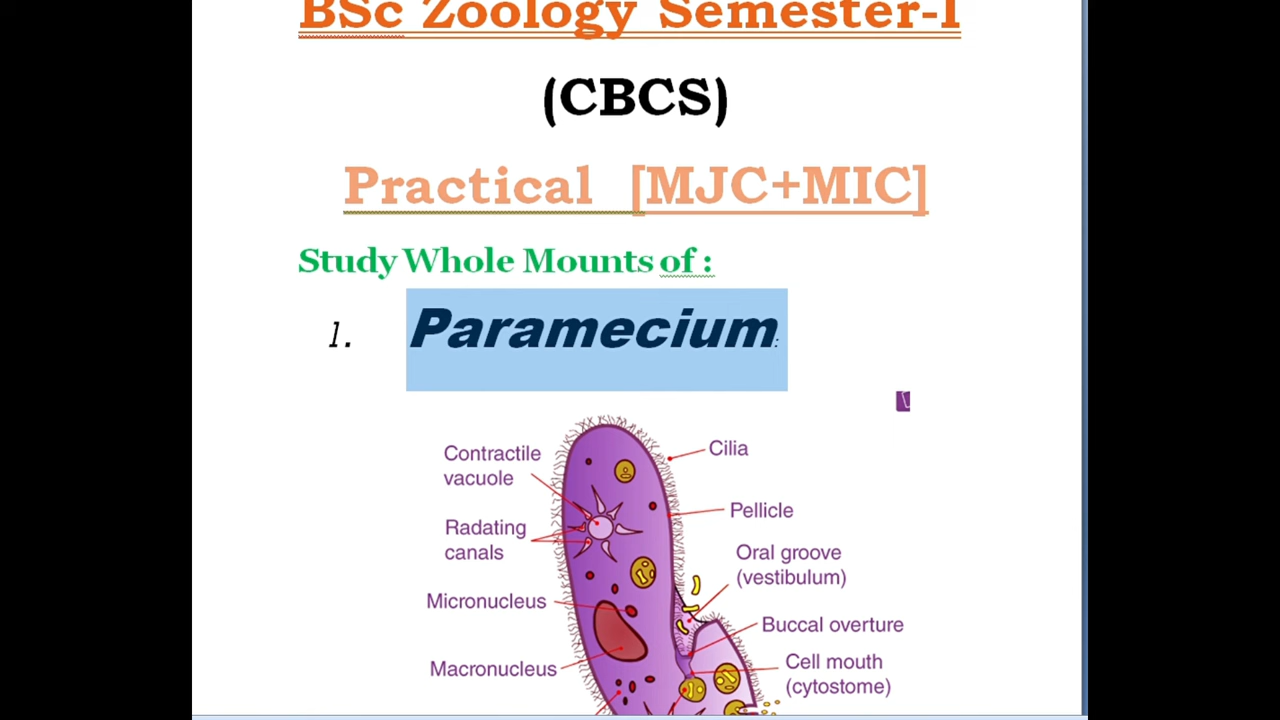 BSc Zoology Semester-I
(CBCS)
Practical [MJC+MIC]
Study Whole Mounts of :
1. Paramecium:
Contractile
vacuole
Cilia
Pellicle
Radating
canals
Oral groove
(vestibulum)
Micronucleus
Buccal overture
Macronucleus
Cell mouth
(cytostome)